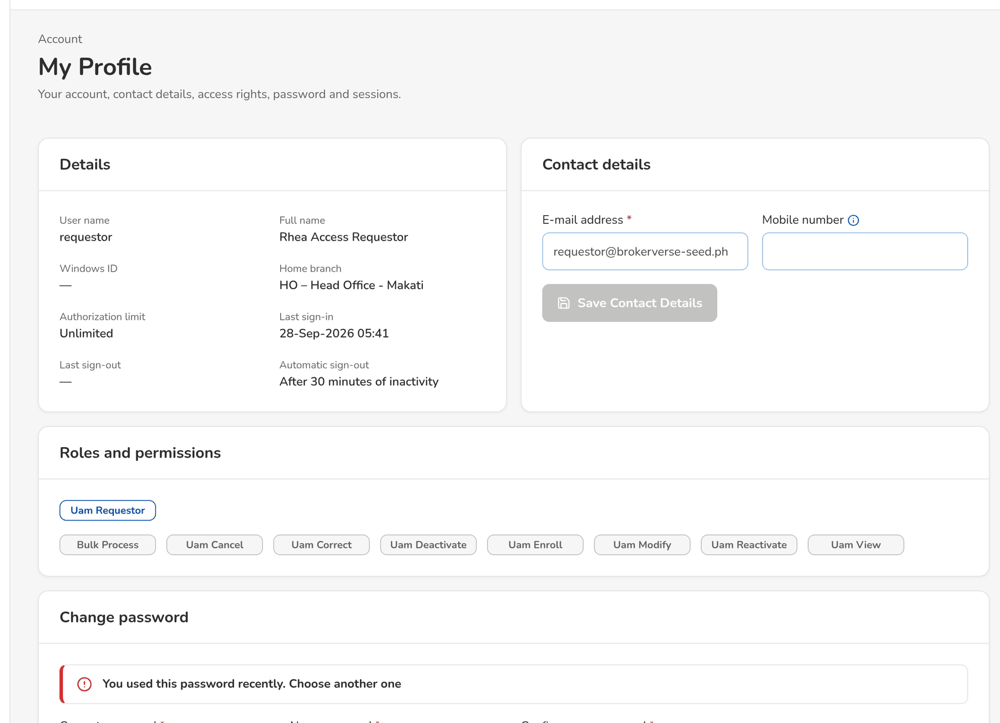 Account
My Profile
Your account, contact details, access rights, password and sessions.
Details
User name
requestor
Full name
Rhea Access Requestor
Windows ID
—
Home branch
HO – Head Office - Makati
Authorization limit
Unlimited
Last sign-in
28-Sep-2026 05:41
Last sign-out
—
Automatic sign-out
After 30 minutes of inactivity
Contact details
E-mail address *
requestor@brokerverse-seed.ph
Mobile number
Save Contact Details
Roles and permissions
Uam Requestor
Bulk Process Uam Cancel Uam Correct Uam Deactivate Uam Enroll Uam Modify Uam Reactivate Uam View
Change password
You used this password recently. Choose another one